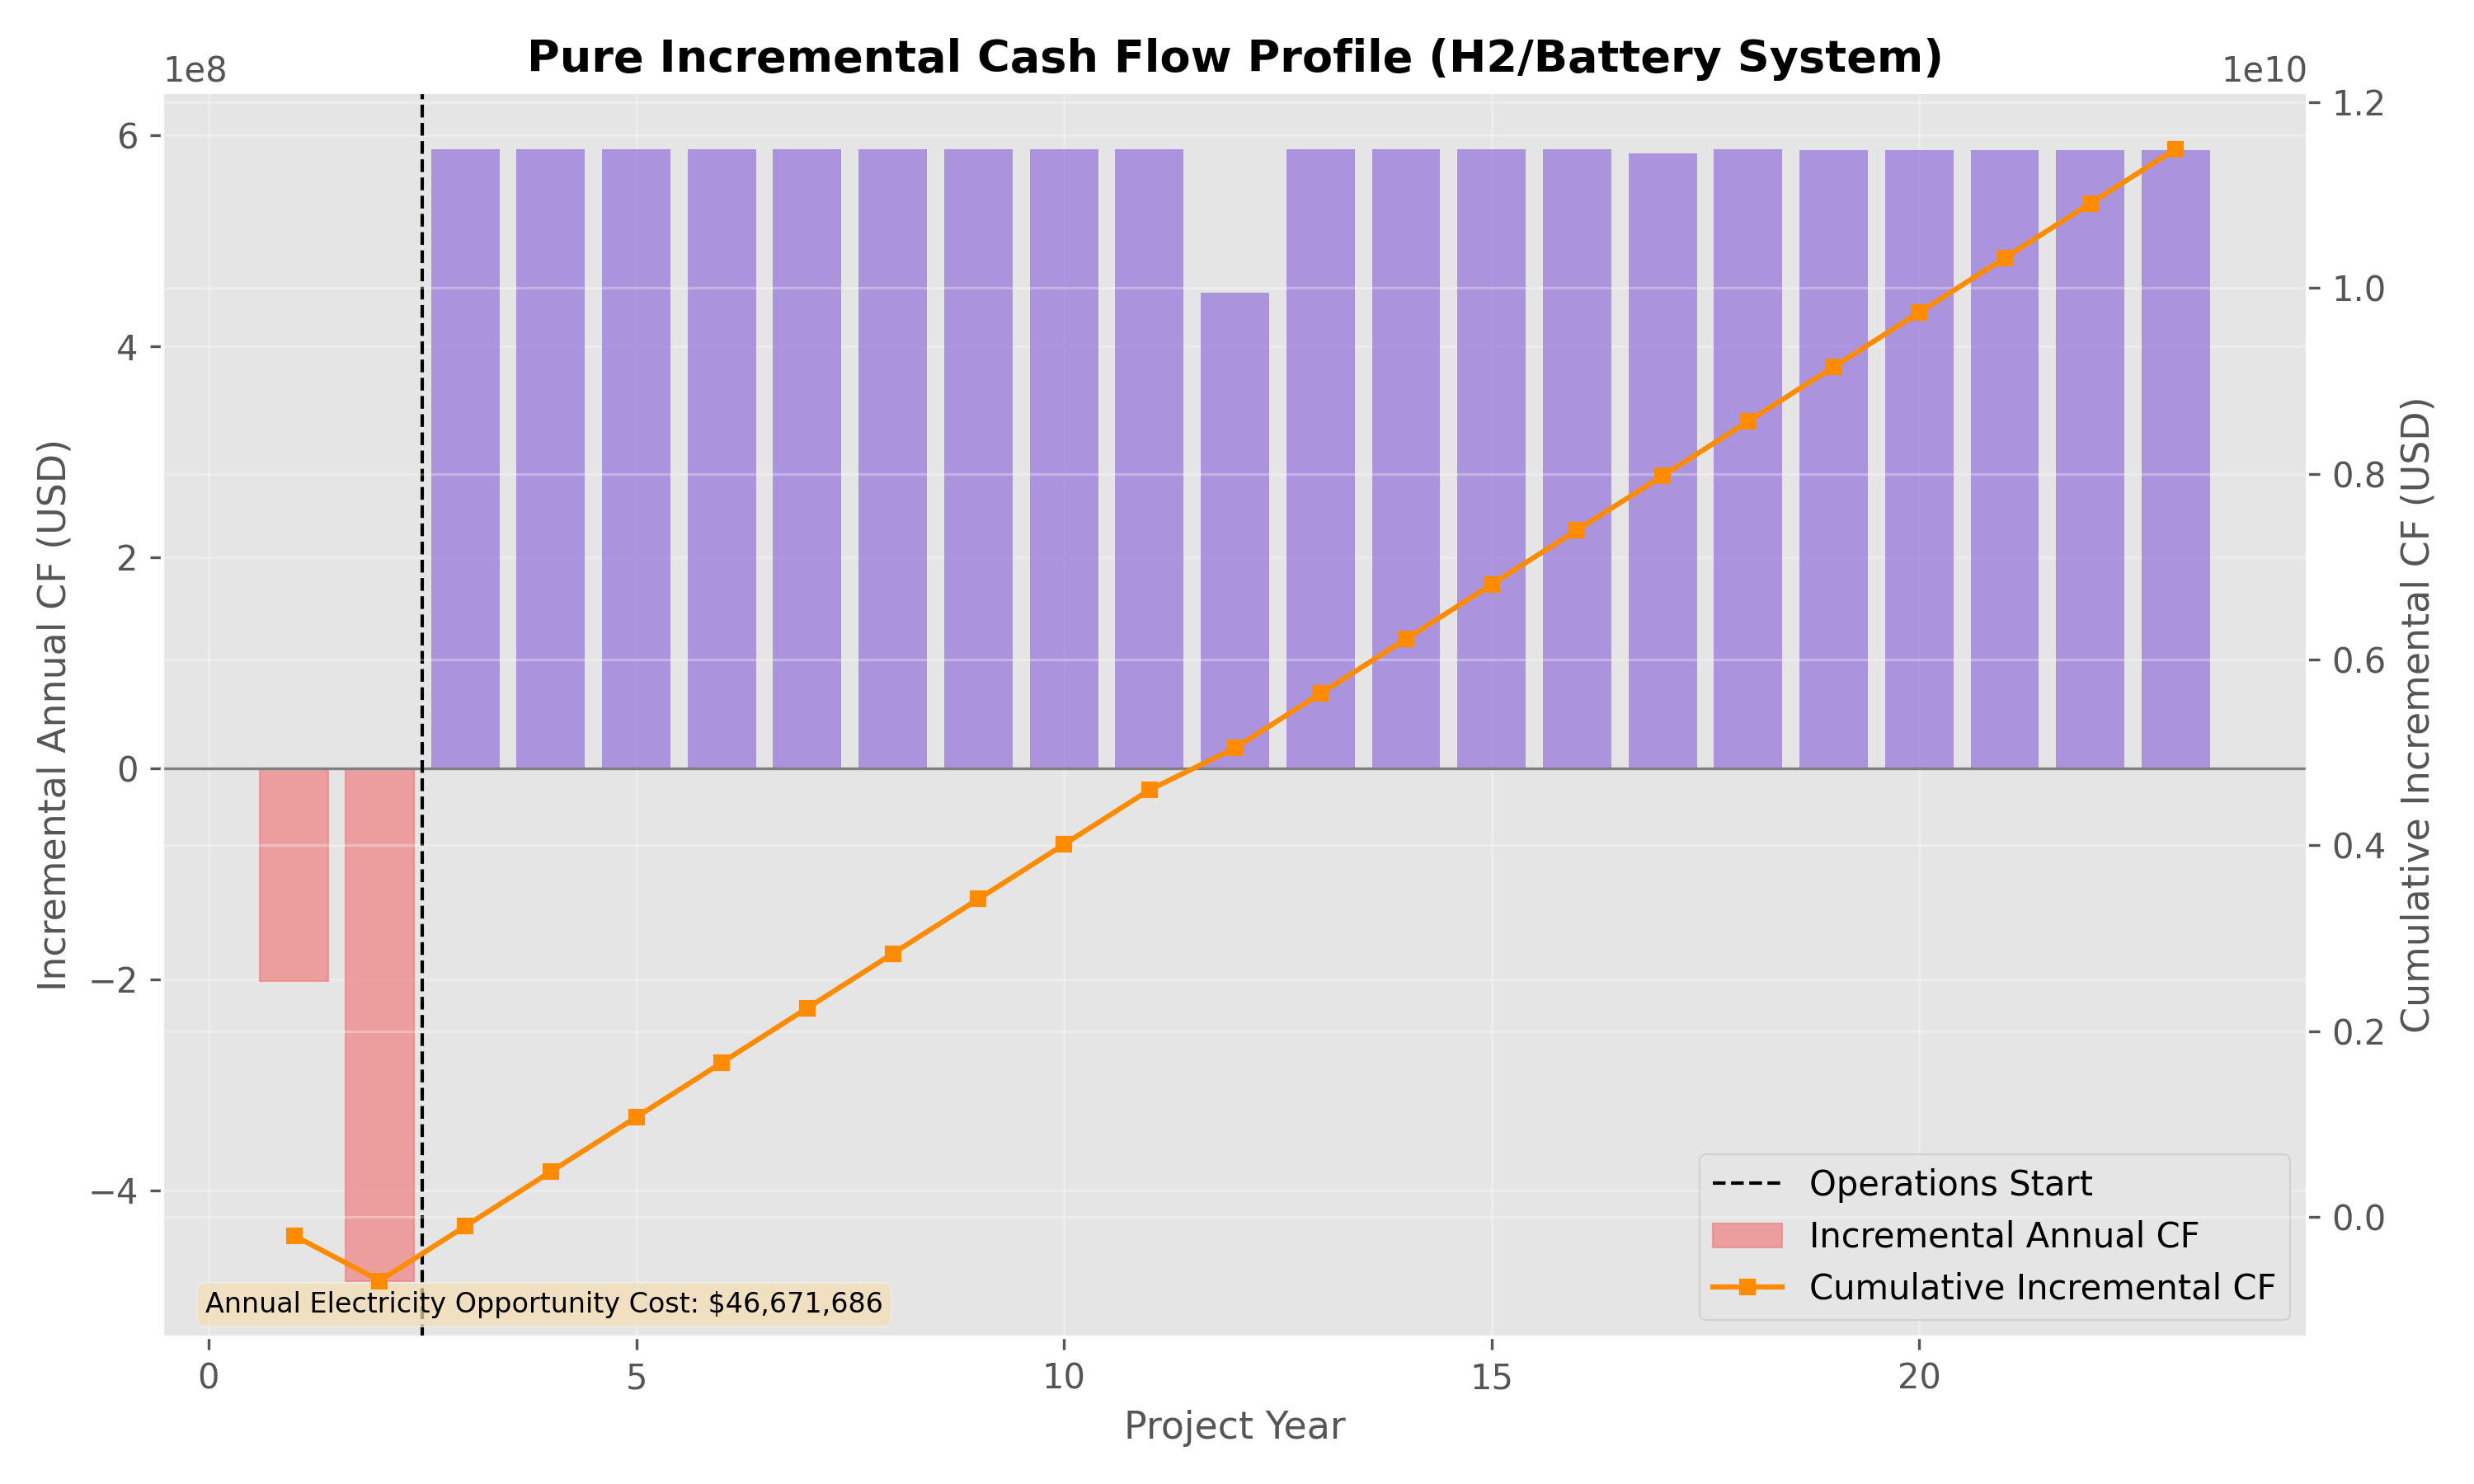 Pure Incremental Cash Flow Profile (H2/Battery System)
1e8
1e10
6
4
2
0
−2
−4
Incremental Annual CF (USD)
1.2
1.0
0.8
0.6
0.4
0.2
0.0
Cumulative Incremental CF (USD)
Operations Start
Incremental Annual CF
Cumulative Incremental CF
Annual Electricity Opportunity Cost: $46,671,686
0
5
10
15
20
Project Year